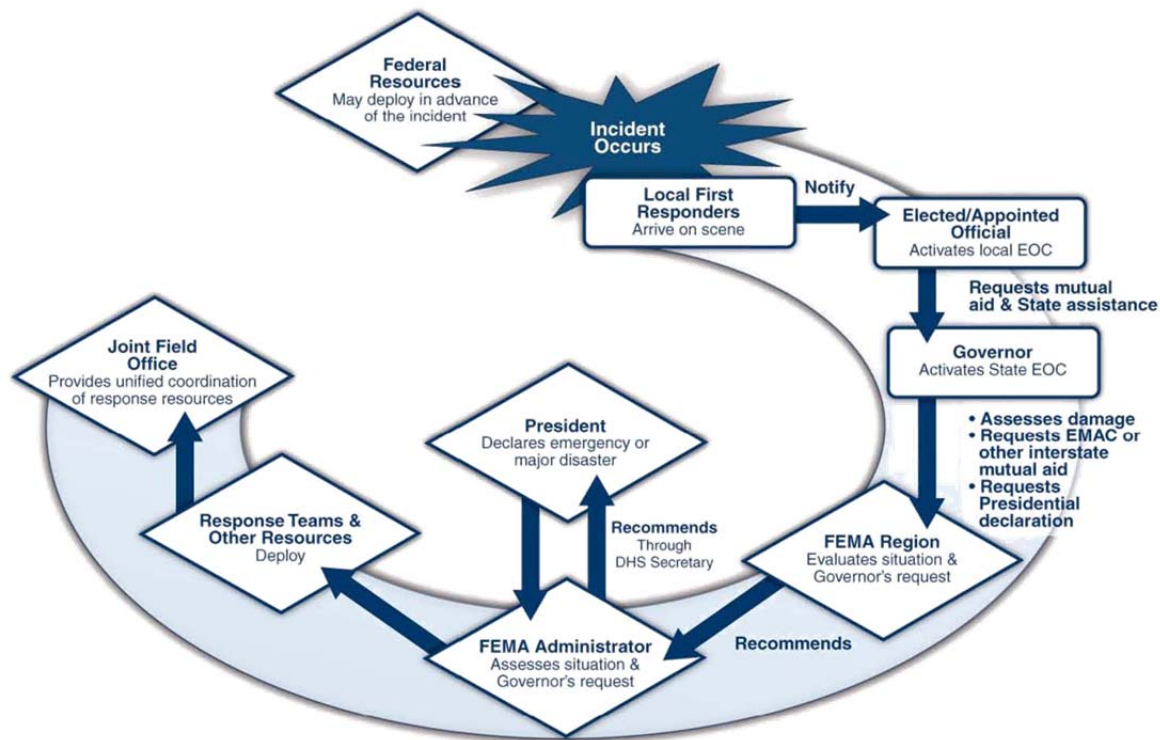 Federal
Resources
May deploy in advance
of the incident
Incident
Occurs
Local First
Responders
Arrive on scene
Notify
Elected/Appointed
Official
Activates local EOC
Requests mutual
aid & State assistance
Governor
Activates State EOC
• Assesses damage
• Requests EMAC or
other interstate
mutual aid
• Requests
Presidential
declaration
FEMA Region
Evaluates situation &
Governor's request
Recommends
FEMA Administrator
Assesses situation &
Governor's request
Recommends
Through
DHS Secretary
President
Declares emergency or
major disaster
Response Teams &
Other Resources
Deploy
Joint Field
Office
Provides unified coordination
of response resources